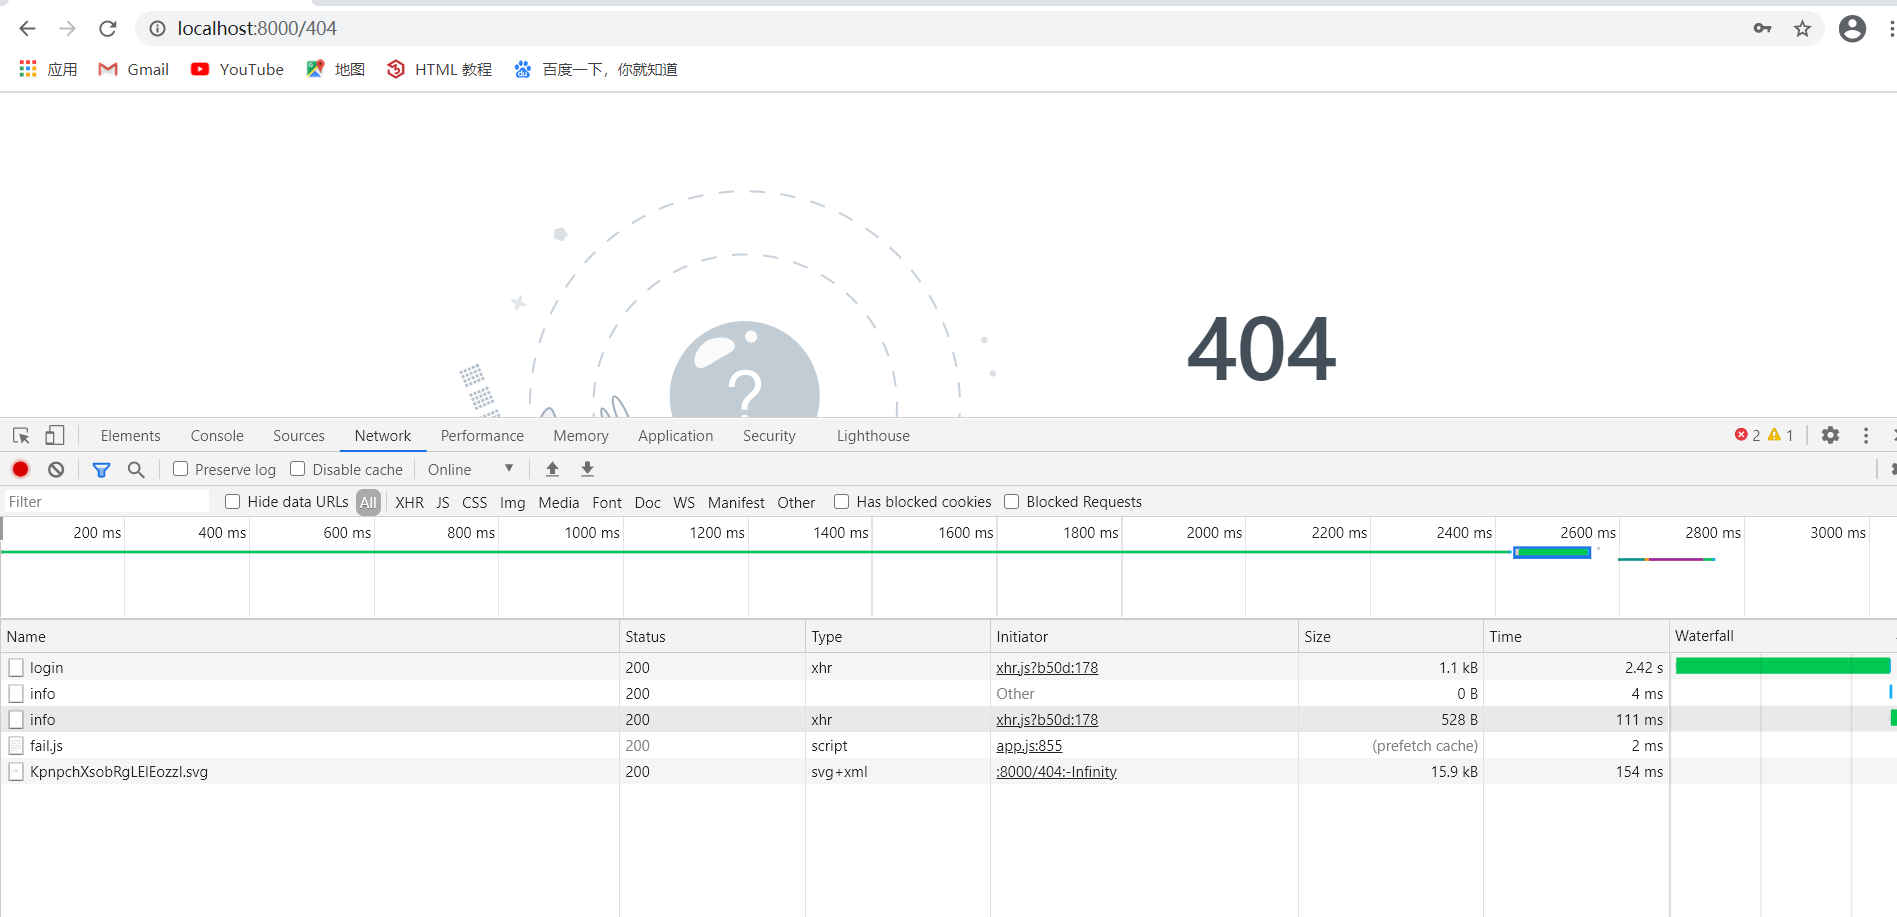 localhost:8000/404
应用 Gmail YouTube 地图 HTML 教程 百度一下，你就知道
?
404
Elements Console Sources Network Performance Memory Application Security Lighthouse 2 1
Preserve log Disable cache Online
Filter Hide data URLs All XHR JS CSS Img Media Font Doc WS Manifest Other Has blocked cookies Blocked Requests
200 ms 400 ms 600 ms 800 ms 1000 ms 1200 ms 1400 ms 1600 ms 1800 ms 2000 ms 2200 ms 2400 ms 2600 ms 2800 ms 3000 ms
Name Status Type Initiator Size Time Waterfall
login 200 xhr xhr.js?b50d:178 1.1 kB 2.42 s
info 200 Other 0 B 4 ms
info 200 xhr xhr.js?b50d:178 528 B 111 ms
fail.js 200 script app.js:855 (prefetch cache) 2 ms
:8000/404:-Infinity 200 svg+xml 15.9 kB 154 ms